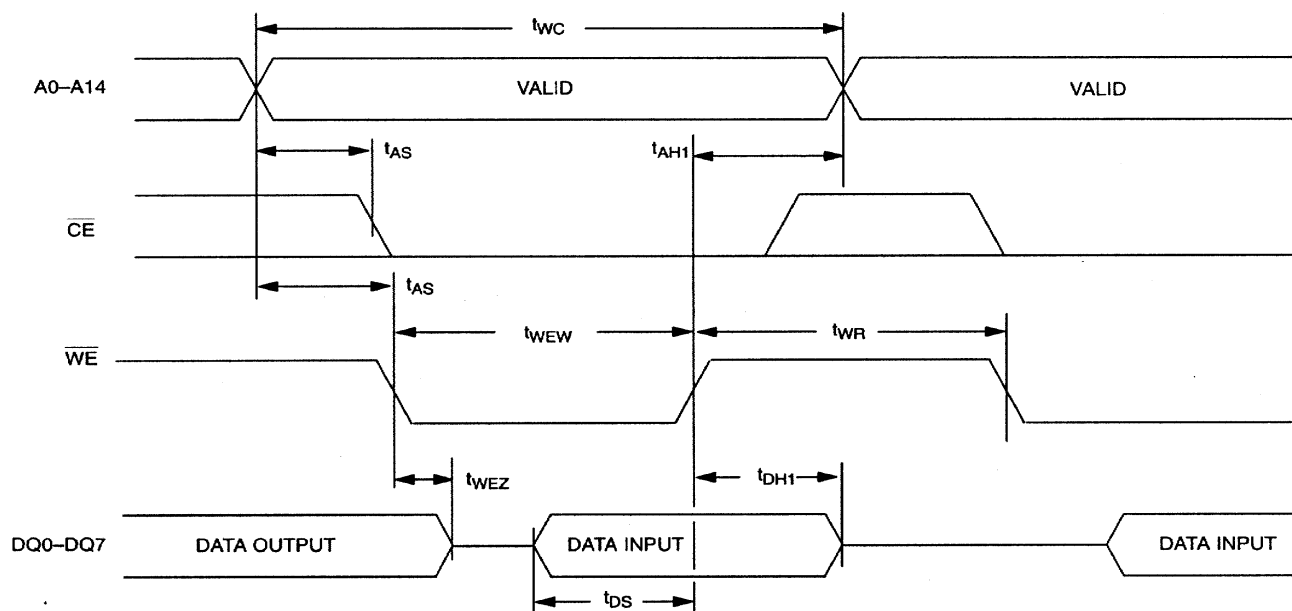 tWC
A0–A14
VALID
VALID
tAS
tAH1
CE
tAS
tWEW
tWR
WE
tWEZ
tDH1
DQ0–DQ7
DATA OUTPUT
DATA INPUT
DATA INPUT
tDS